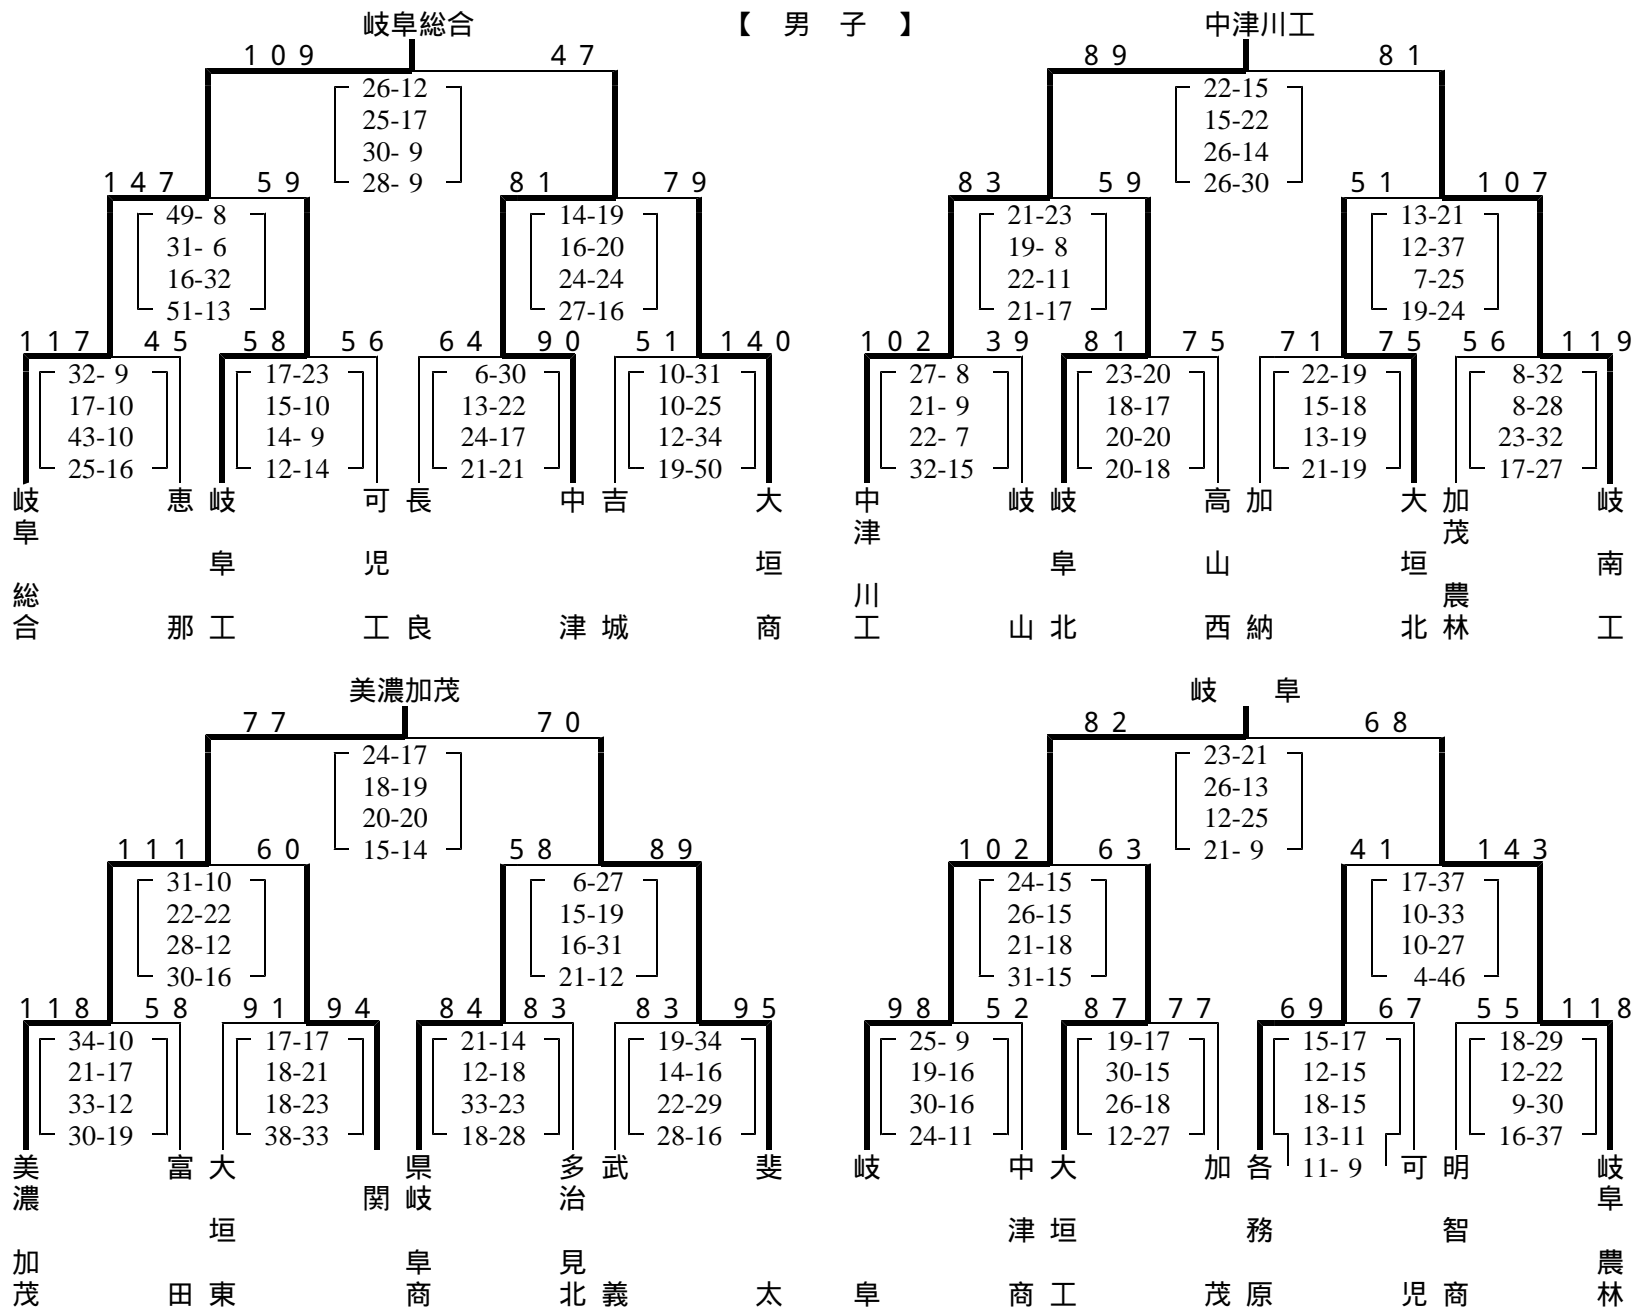 岐阜総合 【 男 子 】 中津川工
109 47 89 81
26-12 22-15
25-17 15-22
30- 9 26-14
28- 9 26-30
147 59 81 79 83 59 51 107
49- 8 14-19 21-23 13-21
31- 6 16-20 19- 8 12-37
16-32 24-24 22-11 7-25
51-13 27-16 21-17 19-24
117 45 58 56 64 90 51 140 102 39 81 75 71 75 56 119
32- 9 17-23 6-30 10-31 27- 8 23-20 22-19 8-32
17-10 15-10 13-22 10-25 21- 9 18-17 15-18 8-28
43-10 14- 9 24-17 12-34 22- 7 20-20 13-19 23-32
25-16 12-14 21-21 19-50 32-15 20-18 21-19 17-27
岐阜総合 恵那 岐阜工 可児工 長良 中津 吉城 大垣商 中津川工 岐山 岐阜北 高山西 加納 大垣北 加茂農林 岐南工
美濃加茂 岐 阜
77 70 82 68
24-17 23-21
18-19 26-13
20-20 12-25
15-14 21- 9
111 60 58 89 102 63 41 143
31-10 6-27 24-15 17-37
22-22 15-19 26-15 10-33
28-12 16-31 21-18 10-27
30-16 21-12 31-15 4-46
118 58 91 94 84 83 83 95 98 52 87 77 69 67 55 118
34-10 17-17 21-14 19-34 25- 9 19-17 15-17 18-29
21-17 18-21 12-18 14-16 19-16 30-15 12-15 12-22
33-12 18-23 33-23 22-29 30-16 26-18 18-15 9-30
30-19 38-33 18-28 28-16 24-11 12-27 13-11 16-37
11- 9
美濃加茂 富田 大垣東 関 県岐阜商 多治見北 武義 斐太 岐阜 中津商 大垣工 加茂 各務原 可児 明智商 岐阜農林